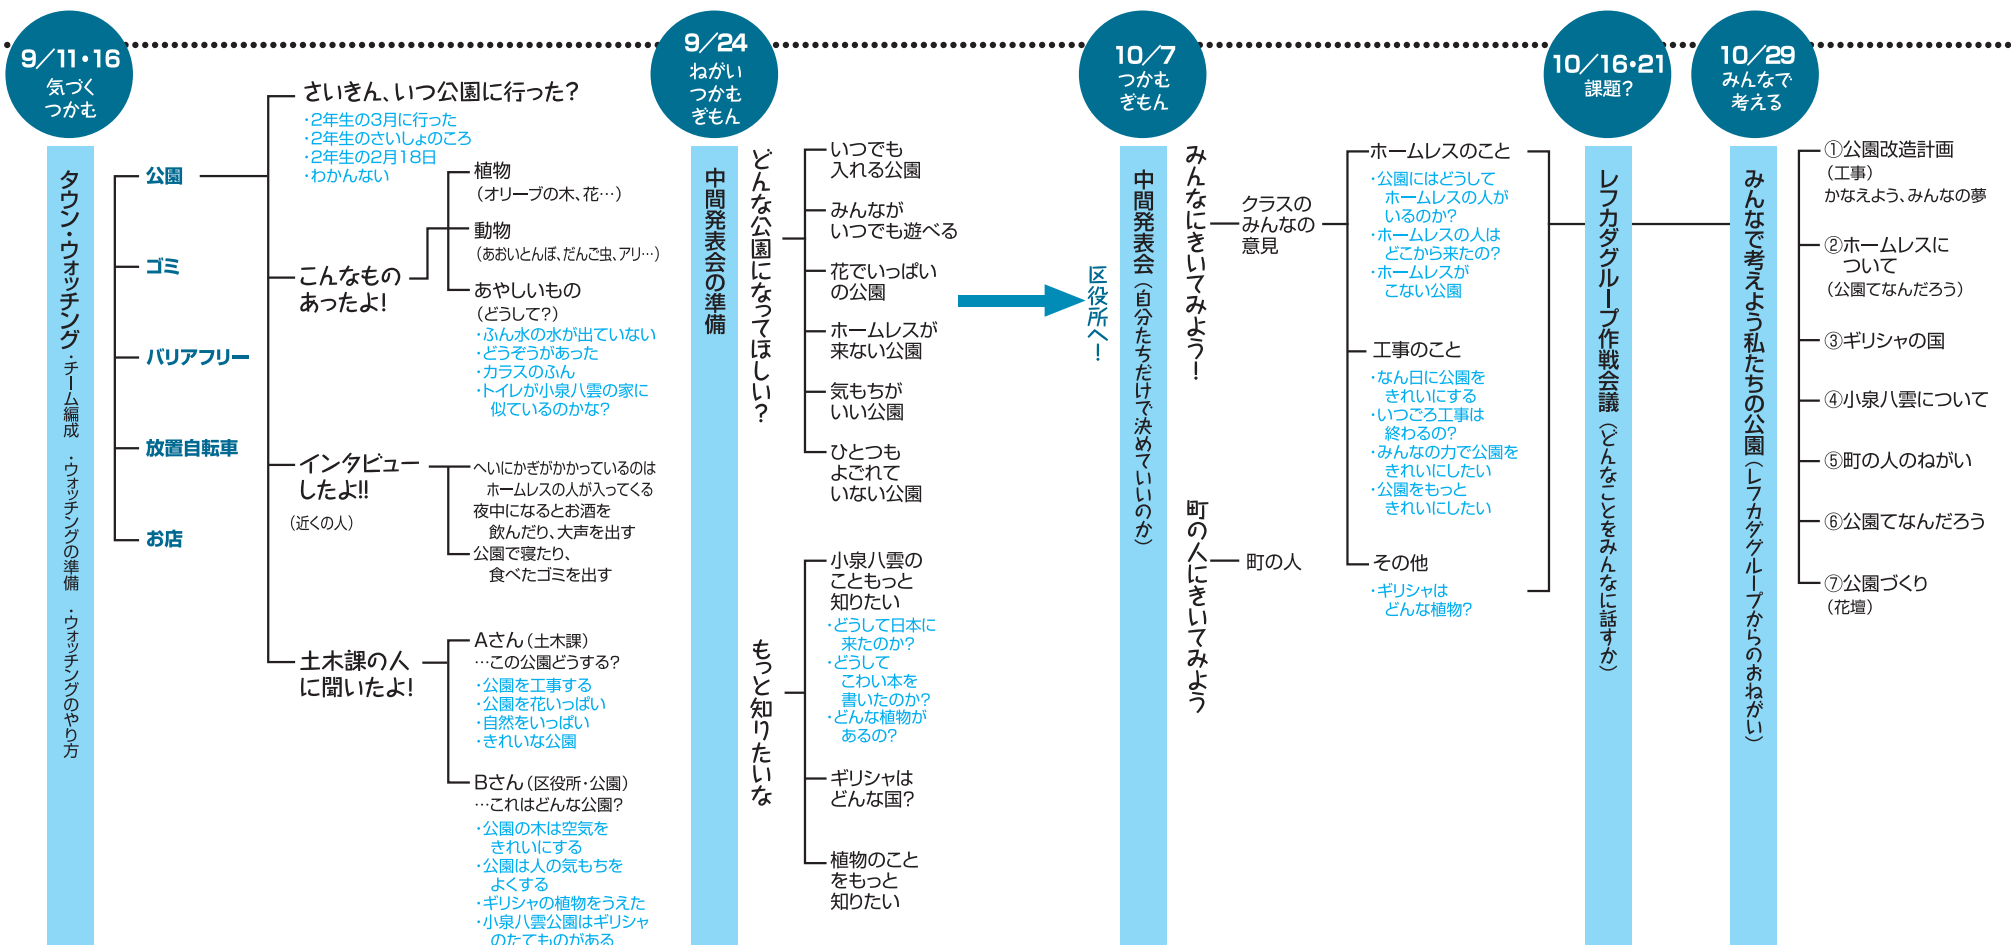 9/11・16
気づく
つかむ
タウン・ウォッチング ・チーム編成 ・ウォッチングの準備 ・ウォッチングのやり方
公園
ゴミ
バリアフリー
放置自転車
お店
さいきん、いつ公園に行った?
・2年生の3月に行った
・2年生のさいしょのころ
・2年生の2月18日
・わかんない
こんなもの
あったよ!
植物
(オリーブの木、花…)
動物
(あおいとんぼ、だんご虫、アリ…)
あやしいもの
(どうして?)
・ふん水の水が出ていない
・どうぞうがあった
・カラスのふん
・トイレが小泉八雲の家に
似ているのかな?
インタビュー
したよ!!
(近くの人)
へいにかぎがかかっているのは
ホームレスの人が入ってくる
夜中になるとお酒を
飲んだり、大声を出す
公園で寝たり、
食べたゴミを出す
土木課の人
に聞いたよ!
Aさん(土木課)
…この公園どうする?
・公園を工事する
・公園を花いっぱい
・自然をいっぱい
・きれいな公園
Bさん(区役所・公園)
…これはどんな公園?
・公園の木は空気を
きれいにする
・公園は人の気もちを
よくする
・ギリシャの植物をうえた
・小泉八雲公園はギリシャ
のたてものがある
9/24
ねがい
つかむ
ぎもん
中間発表会の準備
どんな公園になってほしい?
いつでも
入れる公園
みんなが
いつでも遊べる
花でいっぱい
の公園
ホームレスが
来ない公園
気もちが
いい公園
ひとつも
よごれて
いない公園
もっと知りたいな
小泉八雲の
こともっと
知りたい
・どうして日本に
来たのか?
・どうして
こわい本を
書いたのか?
・どんな植物が
あるの?
ギリシャは
どんな国?
植物のこと
をもっと
知りたい
区役所へ!
10/7
つかむ
ぎもん
中間発表会(自分たちだけで決めていいのか)
みんなにきいてみよう!
クラスの
みんなの
意見
ホームレスのこと
・公園にはどうして
ホームレスの人が
いるのか?
・ホームレスの人は
どこから来たの?
・ホームレスが
こない公園
工事のこと
・なん日に公園を
きれいにする
・いつごろ工事は
終わるの?
・みんなの力で公園を
きれいにしたい
・公園をもっと
きれいにしたい
その他
・ギリシャは
どんな植物?
町の人にきいてみよう
町の人
10/16・21
課題?
レフカダグループ作戦会議(どんなことをみんなに話すか)
10/29
みんなで
考える
みんなで考えよう私たちの公園(レフカダグループからのおねがい)
①公園改造計画
(工事)
かなえよう、みんなの夢
②ホームレスに
ついて
(公園てなんだろう)
③ギリシャの国
④小泉八雲について
⑤町の人のねがい
⑥公園てなんだろう
⑦公園づくり
(花壇)